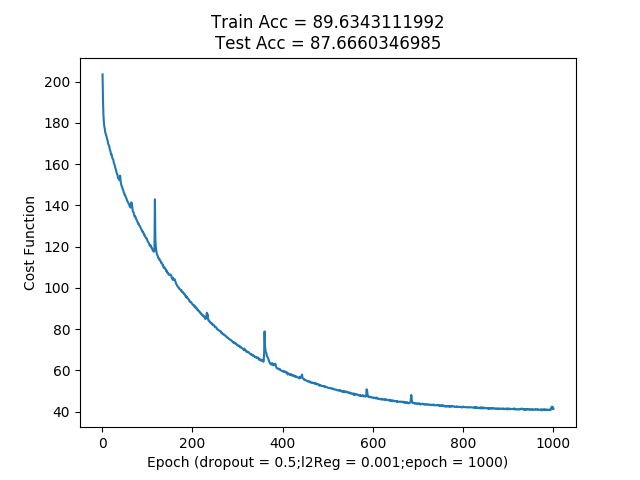 Train Acc = 89.6343111992
Test Acc = 87.6660346985
200
180
160
140
120
100
80
60
40
Cost Function
0 200 400 600 800 1000
Epoch (dropout = 0.5;l2Reg = 0.001;epoch = 1000)